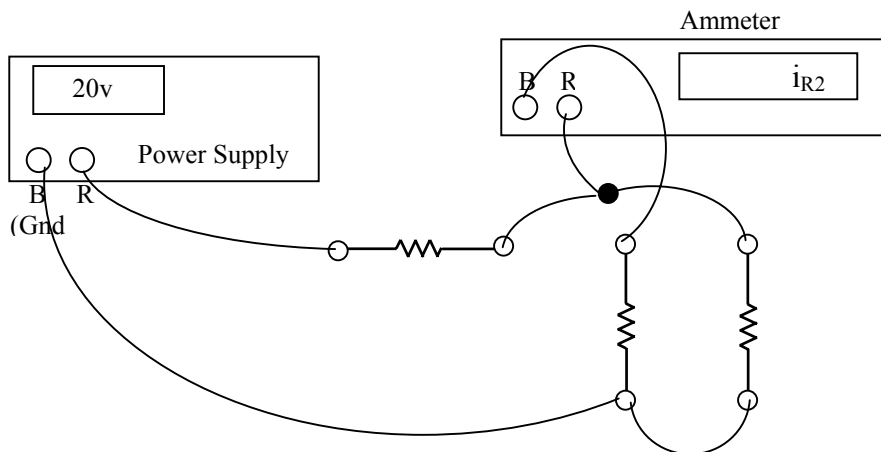 Ammeter
20v
B R
i_R2
Power Supply
B R
(Gnd